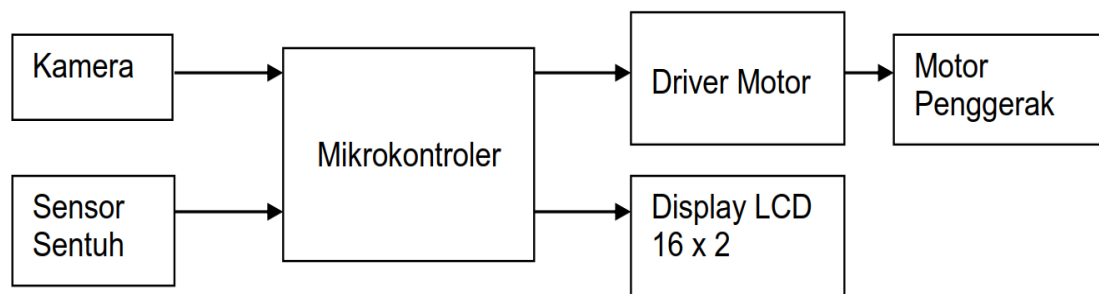 Kamera
Sensor
Sentuh
Mikrokontroler
Driver Motor
Motor
Penggerak
Display LCD
16 x 2